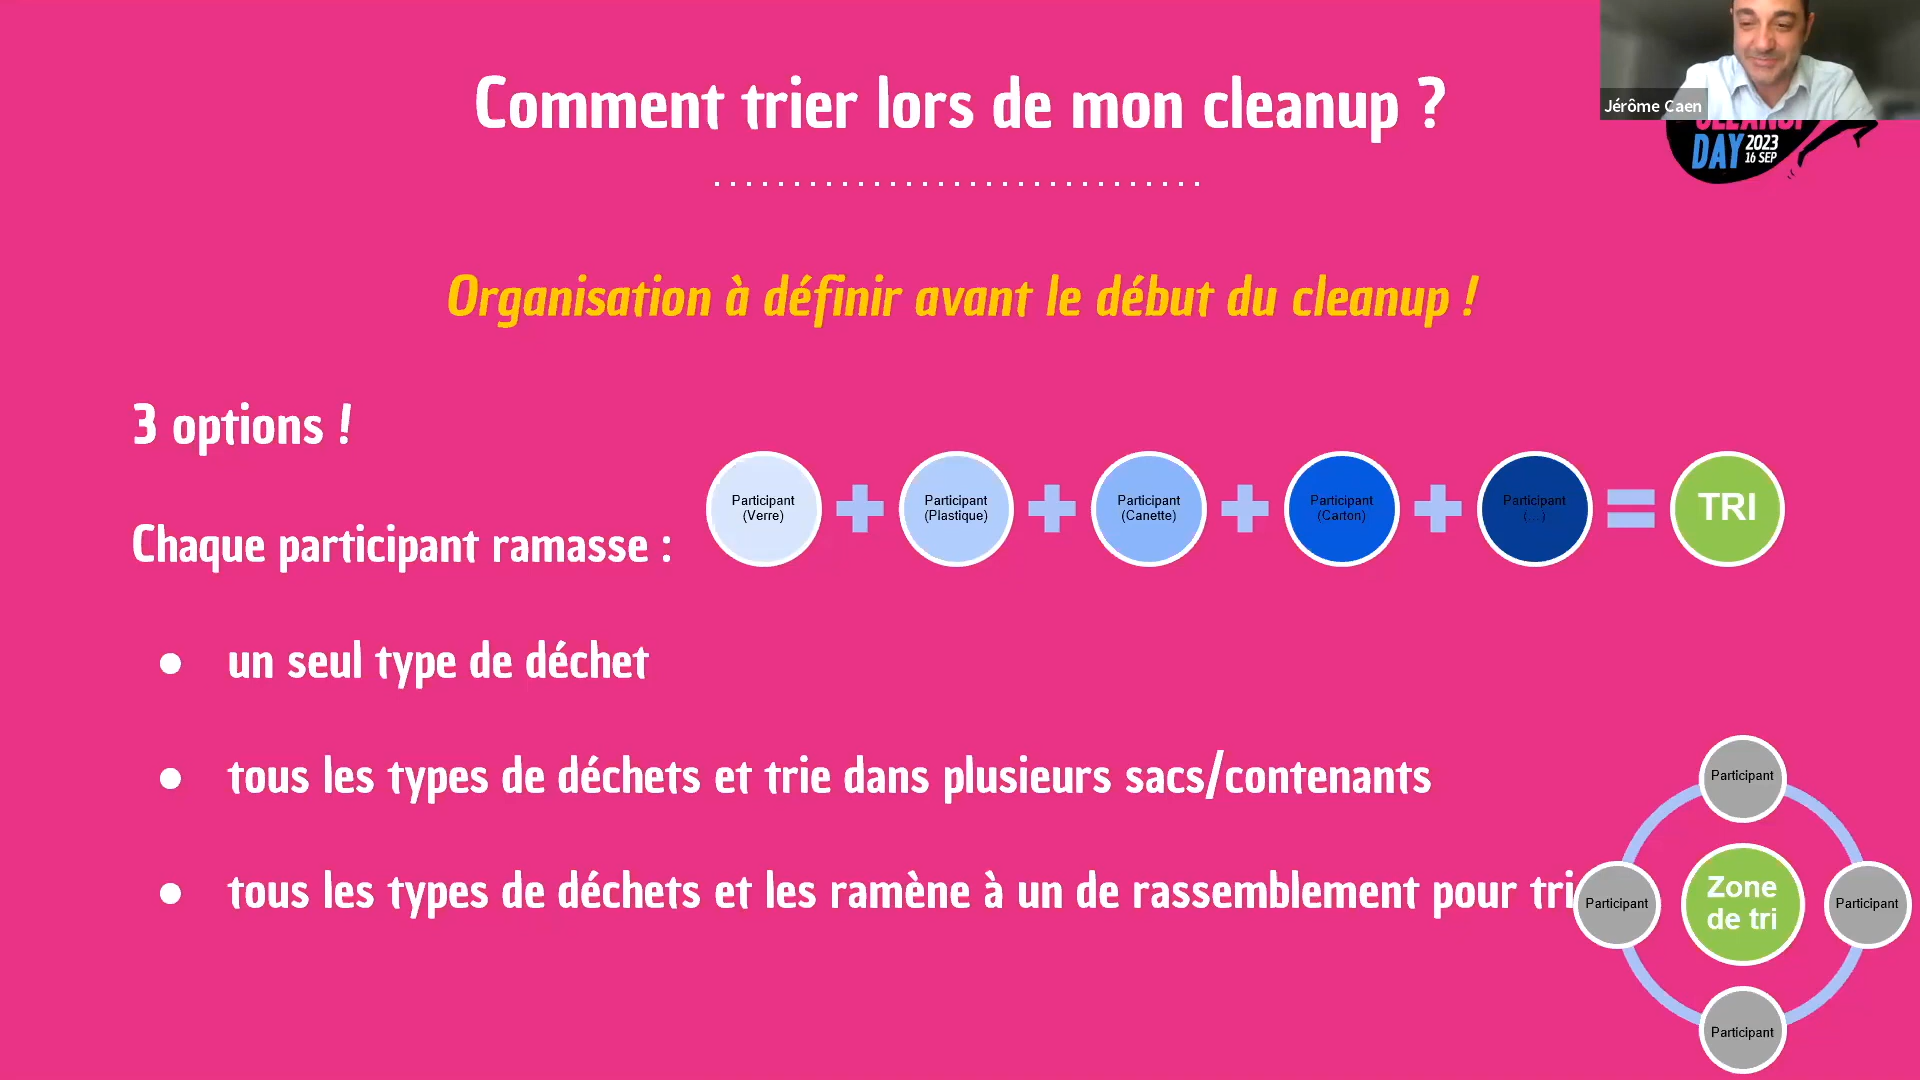 Comment trier lors de mon cleanup ?
Jérôme Caen
DAY 2023
16 SEP
Organisation à définir avant le début du cleanup !
3 options !
Participant
(Verre)
Participant
(Plastique)
Participant
(Canette)
Participant
(Carton)
Participant
(...)
TRI
Chaque participant ramasse :
un seul type de déchet
tous les types de déchets et trie dans plusieurs sacs/contenants
tous les types de déchets et les ramène à un de rassemblement pour tri
Participant
Participant
Zone
de tri
Participant
Participant